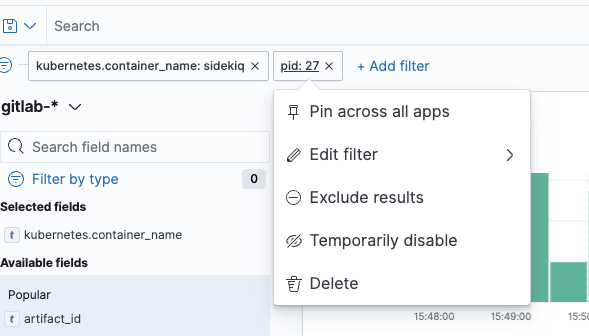 Search
kubernetes.container_name: sidekiq ×
pid: 27 ×
+ Add filter
gitlab-*
Search field names
Filter by type 0
Selected fields
t kubernetes.container_name
Available fields
Popular
t artifact_id
Pin across all apps
Edit filter
Exclude results
Temporarily disable
Delete
15:48:00 15:49:00